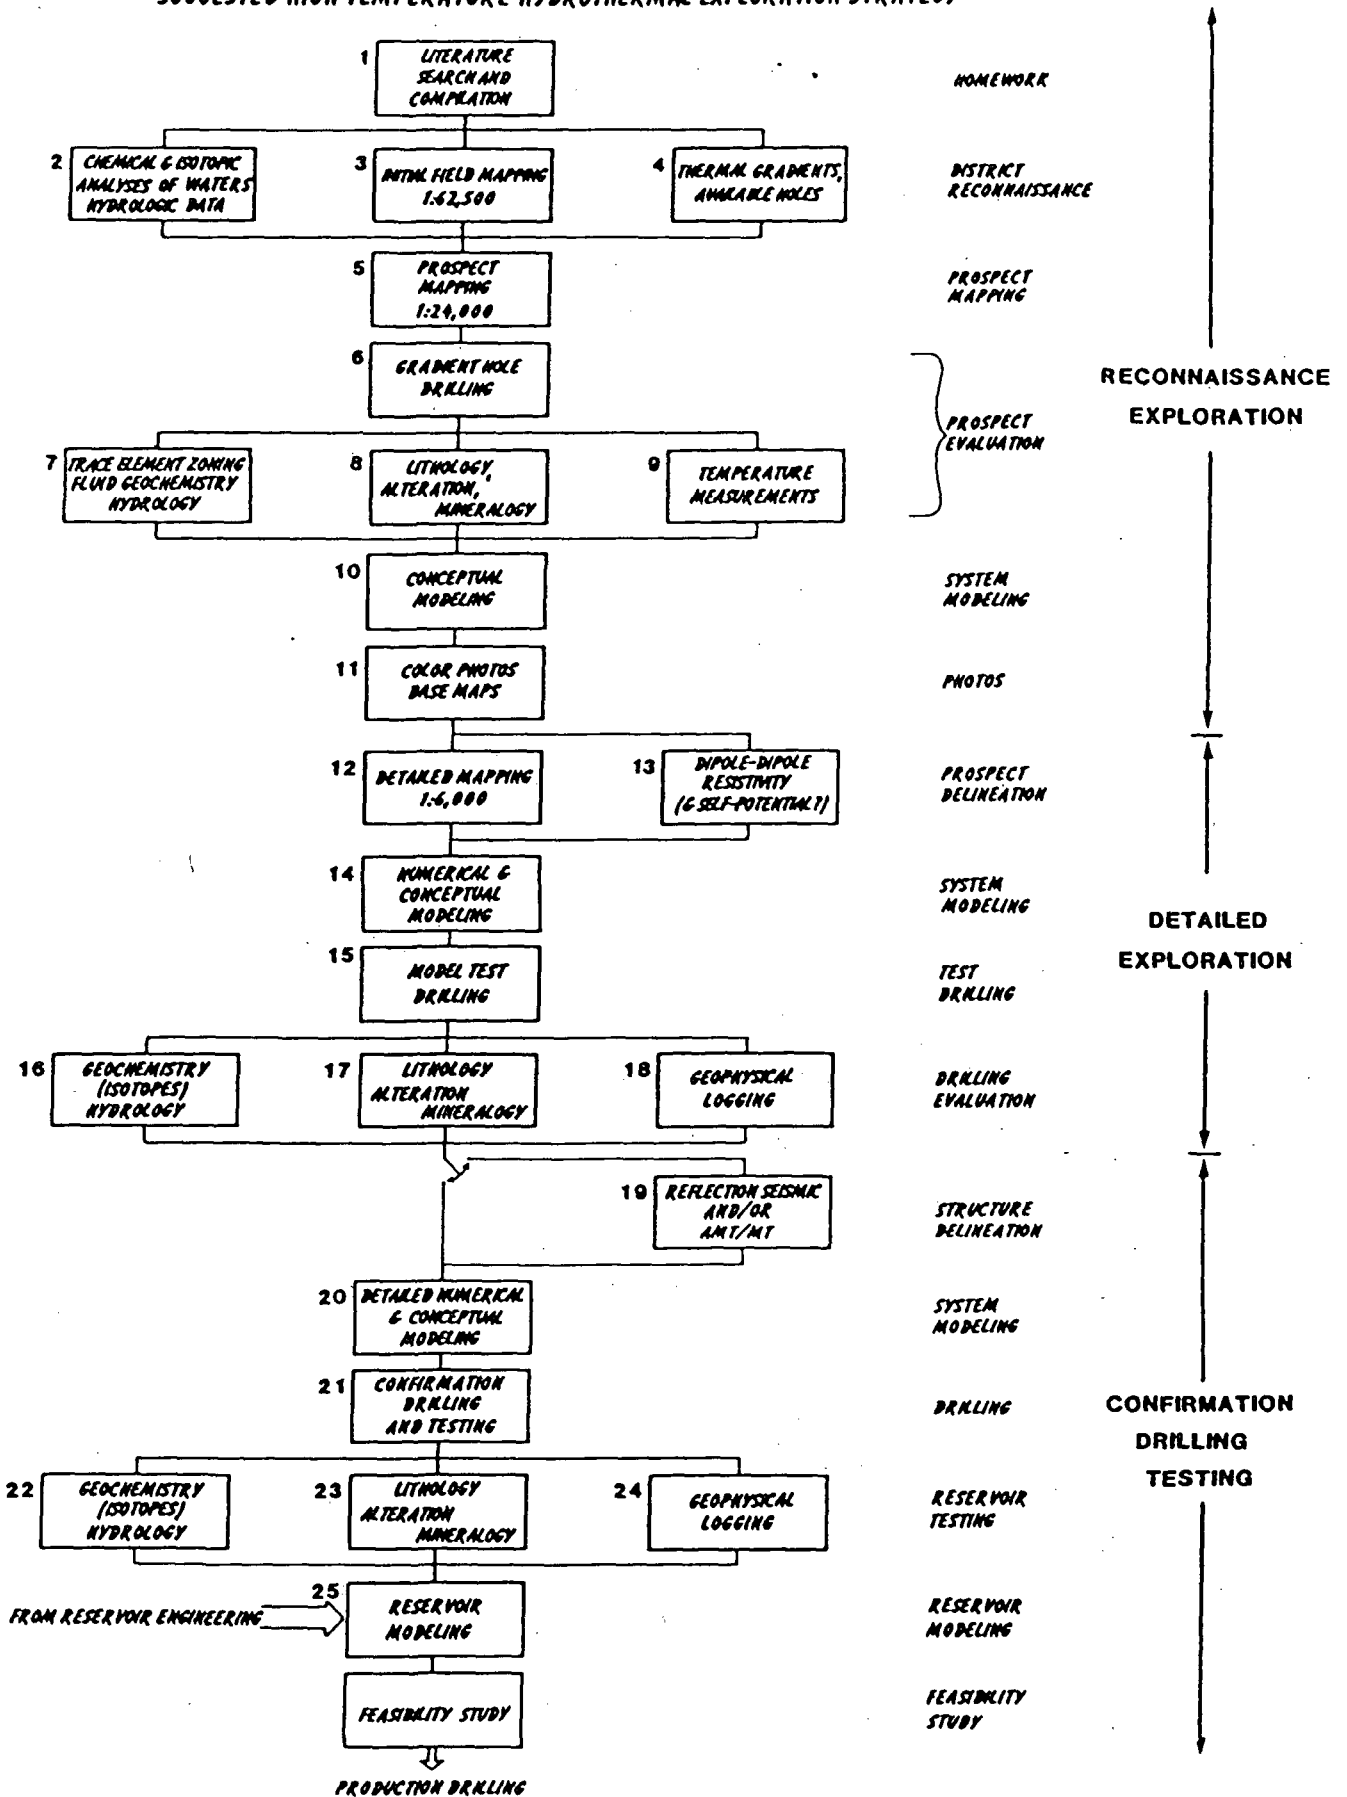 SUGGESTED HIGH TEMPERATURE HYDROTHERMAL EXPLORATION STRATEGY
1
LITERATURE
SEARCH AND
COMPILATION
HOMEWORK
2
CHEMICAL & ISOTOPIC
ANALYSES OF WATERS
HYDROLOGIC DATA
3
INITIAL FIELD MAPPING
1:62,500
4
THERMAL GRADIENTS,
AVAILABLE HOLES
DISTRICT
RECONNAISSANCE
5
PROSPECT
MAPPING
1:24,000
PROSPECT
MAPPING
6
GRADIENT HOLE
DRILLING
RECONNAISSANCE
EXPLORATION
PROSPECT
EVALUATION
7
TRACE ELEMENT ZONING
FLUID GEOCHEMISTRY
HYDROLOGY
8
LITHOLOGY,
ALTERATION,
MINERALOGY
9
TEMPERATURE
MEASUREMENTS
10
CONCEPTUAL
MODELING
SYSTEM
MODELING
11
COLOR PHOTOS
BASE MAPS
PHOTOS
12
DETAILED MAPPING
1:6,000
13
DIPOLE-DIPOLE
RESISTIVITY
(& SELF-POTENTIAL?)
PROSPECT
DELINEATION
14
NUMERICAL &
CONCEPTUAL
MODELING
SYSTEM
MODELING
DETAILED
EXPLORATION
15
MODEL TEST
DRILLING
TEST
DRILLING
16
GEOCHEMISTRY
(ISOTOPES)
HYDROLOGY
17
LITHOLOGY
ALTERATION
MINERALOGY
18
GEOPHYSICAL
LOGGING
DRILLING
EVALUATION
19
REFLECTION SEISMIC
AND/OR
AMT/MT
STRUCTURE
DELINEATION
20
DETAILED NUMERICAL
& CONCEPTUAL
MODELING
SYSTEM
MODELING
21
CONFIRMATION
DRILLING
AND TESTING
DRILLING
CONFIRMATION
DRILLING
TESTING
22
GEOCHEMISTRY
(ISOTOPES)
HYDROLOGY
23
LITHOLOGY
ALTERATION
MINERALOGY
24
GEOPHYSICAL
LOGGING
RESERVOIR
TESTING
25
FROM RESERVOIR ENGINEERING
RESERVOIR
MODELING
RESERVOIR
MODELING
FEASIBILITY STUDY
FEASIBILITY
STUDY
PRODUCTION DRILLING